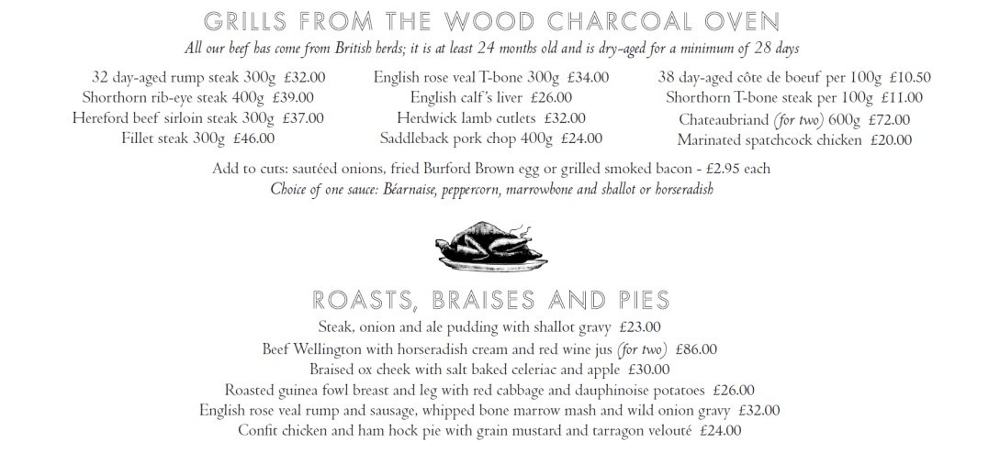 GRILLS FROM THE WOOD CHARCOAL OVEN
All our beef has come from British herds; it is at least 24 months old and is dry-aged for a minimum of 28 days
32 day-aged rump steak 300g £32.00
Shorthorn rib-eye steak 400g £39.00
Hereford beef sirloin steak 300g £37.00
Fillet steak 300g £46.00
English rose veal T-bone 300g £34.00
English calf's liver £26.00
Herdwick lamb cutlets £32.00
Saddleback pork chop 400g £24.00
38 day-aged côte de boeuf per 100g £10.50
Shorthorn T-bone steak per 100g £11.00
Chateaubriand (for two) 600g £72.00
Marinated spatchcock chicken £20.00
Add to cuts: sautéed onions, fried Burford Brown egg or grilled smoked bacon - £2.95 each
Choice of one sauce: Béarnaise, peppercorn, marrowbone and shallot or horseradish
ROASTS, BRAISES AND PIES
Steak, onion and ale pudding with shallot gravy £23.00
Beef Wellington with horseradish cream and red wine jus (for two) £86.00
Braised ox cheek with salt baked celeriac and apple £30.00
Roasted guinea fowl breast and leg with red cabbage and dauphinoise potatoes £26.00
English rose veal rump and sausage, whipped bone marrow mash and wild onion gravy £32.00
Confit chicken and ham hock pie with grain mustard and tarragon velouté £24.00